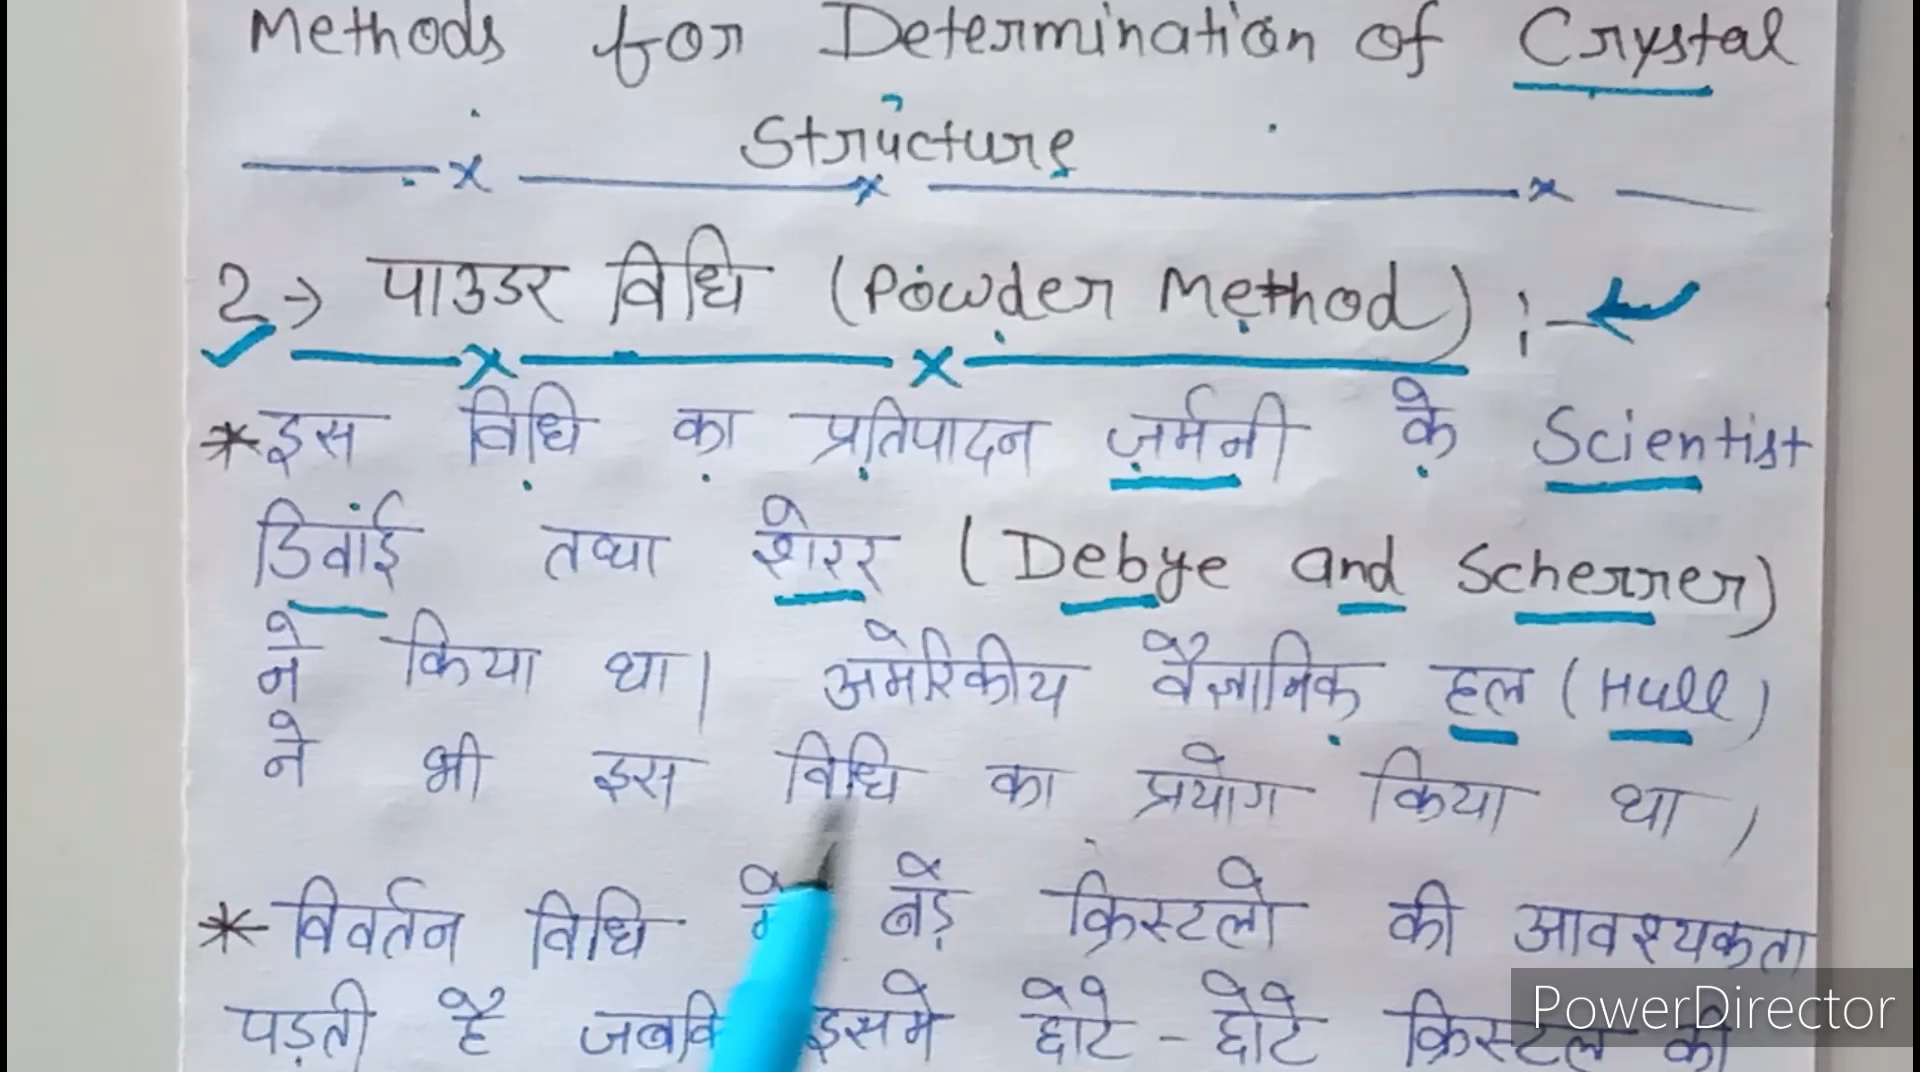 Methods for Determination of Crystal
Structure
2→ पाउडर विधि (Powder Method) :-
*इस विधि का प्रतिपादन जर्मनी के Scientist
डिवाई तथा शेरर (Debye and Scherrer)
ने किया था। अमेरिकीय वैज्ञानिक हल (Hull)
ने भी इस विधि का प्रयोग किया था।
* विवर्तन विधि में बड़े क्रिस्टलो की आवश्यकता
पड़ती है जबकि इसमे छोटे - छोटे क्रिस्टल की
PowerDirector